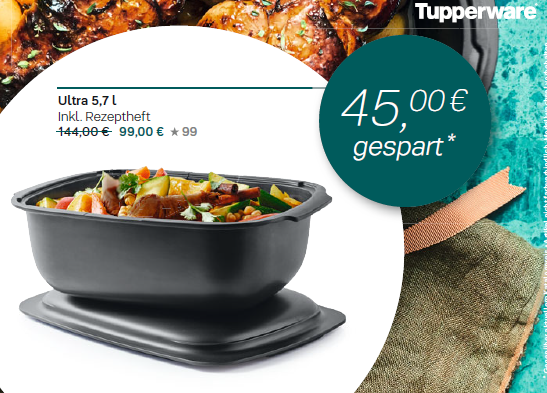 Tupperware
Ultra 5,7 l
Inkl. Rezeptheft
144,00 € 99,00 € ★ 99
45,00 €
gespart*